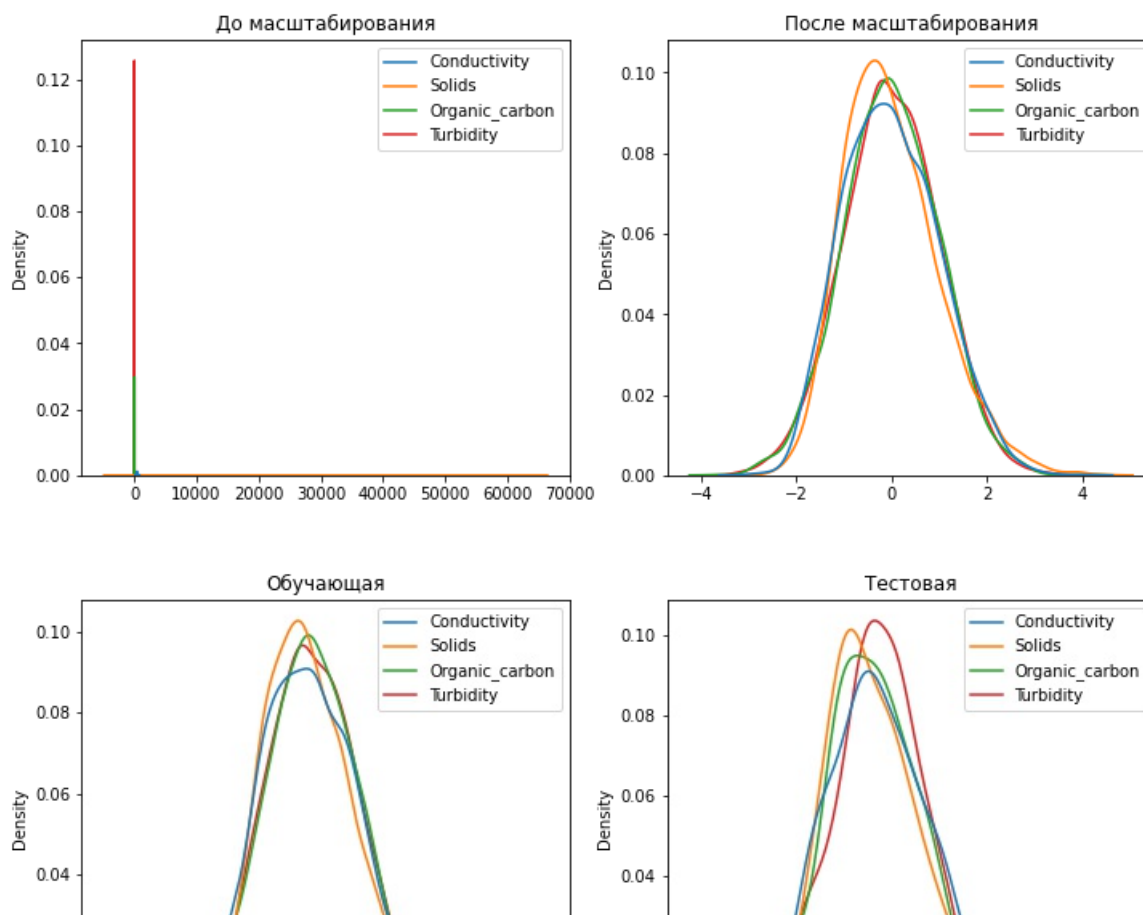 До масштабирования
Conductivity
Solids
Organic_carbon
Turbidity
0.12
0.10
0.08
0.06
0.04
0.02
0.00
Density
0 10000 20000 30000 40000 50000 60000 70000
После масштабирования
Conductivity
Solids
Organic_carbon
Turbidity
0.10
0.08
0.06
0.04
0.02
0.00
Density
−4 −2 0 2 4
Обучающая
Conductivity
Solids
Organic_carbon
Turbidity
0.10
0.08
0.06
0.04
Density
Тестовая
Conductivity
Solids
Organic_carbon
Turbidity
0.10
0.08
0.06
0.04
Density